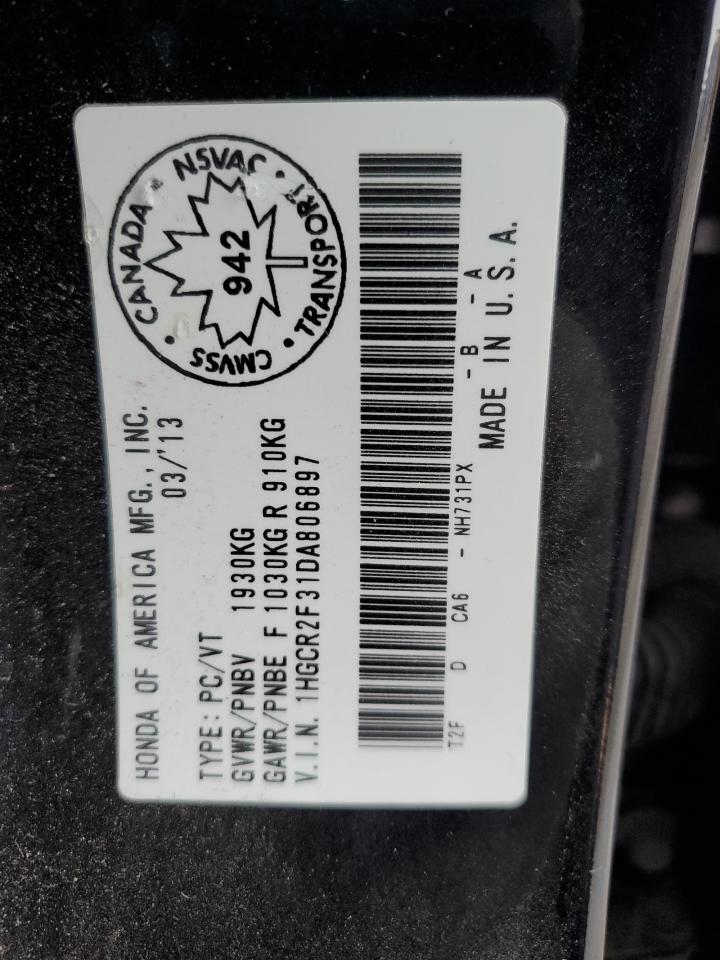 HONDA OF AMERICA MFG., INC.
03/'13
TYPE: PC/VT
GVWR/PNBV 1930KG
GAWR/PNBE F 1030KG R 910KG
V.I.N. 1HGCR2F31DA806897
CANADA • NSVAC • TRANSPORT • CMVSS •
942
T2F D CA6 - NH731PX - B - A
MADE IN U.S.A.